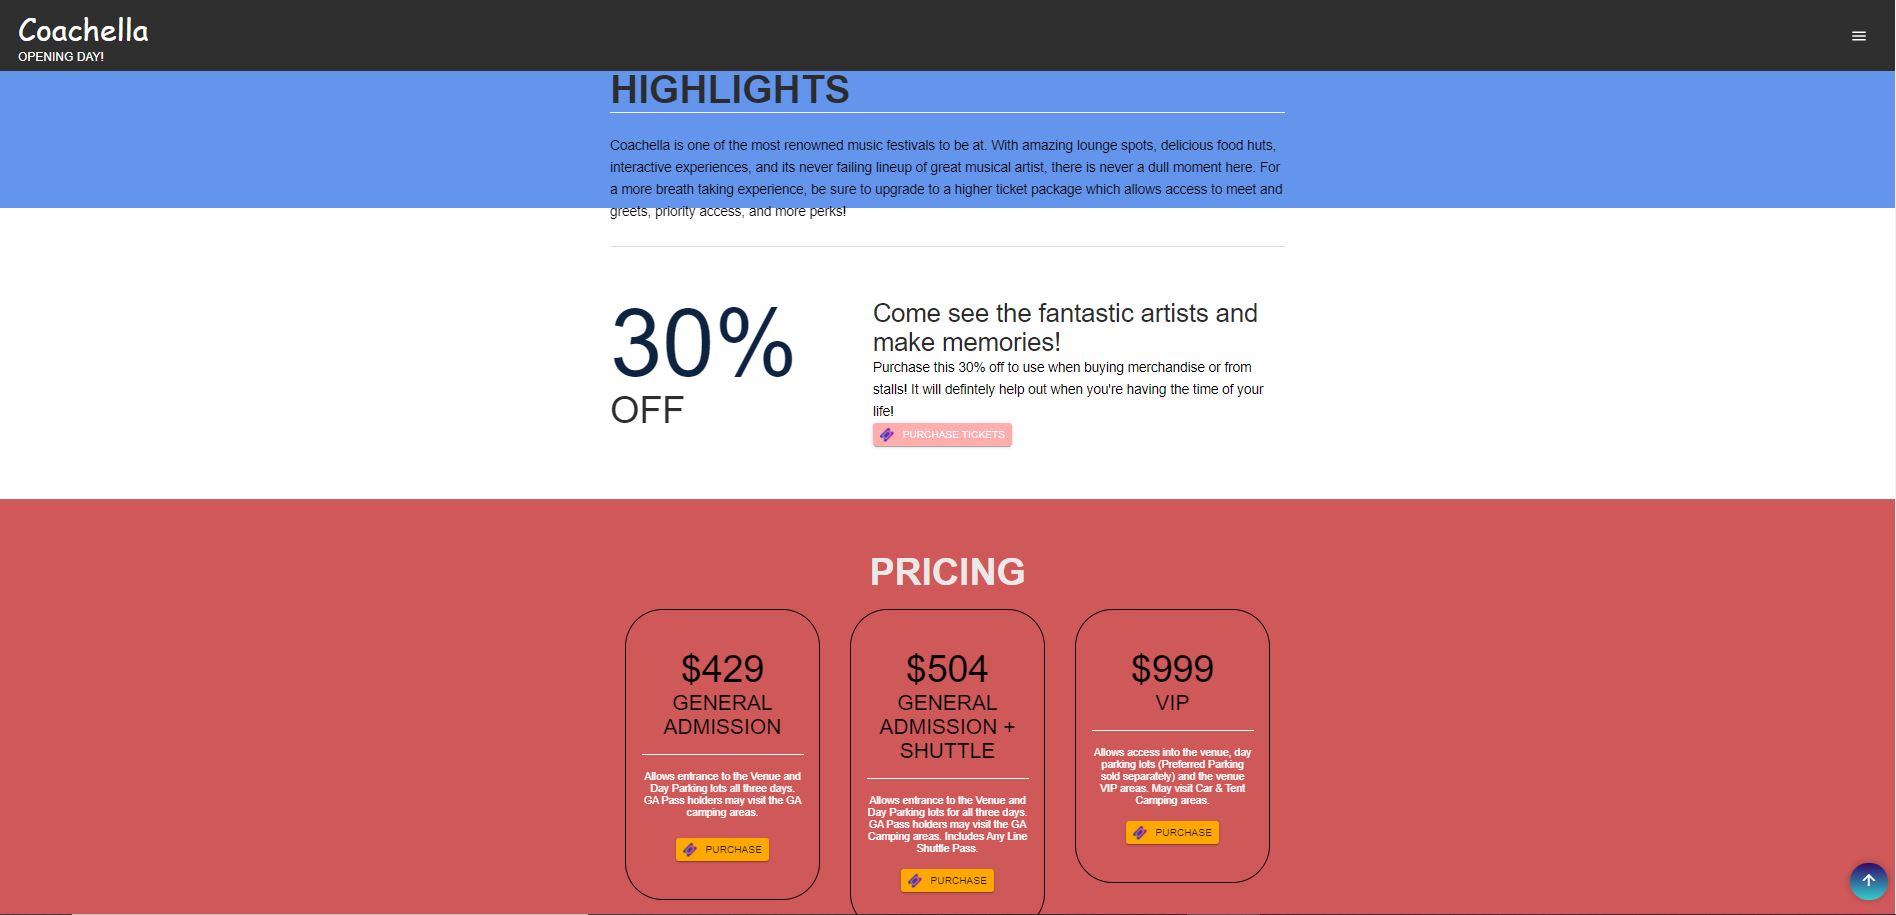 Coachella
OPENING DAY!
HIGHLIGHTS
Coachella is one of the most renowned music festivals to be at. With amazing lounge spots, delicious food huts,
interactive experiences, and its never failing lineup of great musical artist, there is never a dull moment here. For
a more breath taking experience, be sure to upgrade to a higher ticket package which allows access to meet and
greets, priority access, and more perks!
30%
OFF
Come see the fantastic artists and
make memories!
Purchase this 30% off to use when buying merchandise or from
stalls! It will defintely help out when you're having the time of your
life!
PURCHASE TICKETS
PRICING
$429
GENERAL
ADMISSION
Allows entrance to the Venue and
Day Parking lots all three days.
GA Pass holders may visit the GA
camping areas.
PURCHASE
$504
GENERAL
ADMISSION +
SHUTTLE
Allows entrance to the Venue and
Day Parking lots for all three days.
GA Pass holders may visit the GA
Camping areas. Includes Any Line
Shuttle Pass.
PURCHASE
$999
VIP
Allows access into the venue, day
parking lots (Preferred Parking
sold separately) and the venue
VIP areas. May visit Car & Tent
Camping areas.
PURCHASE